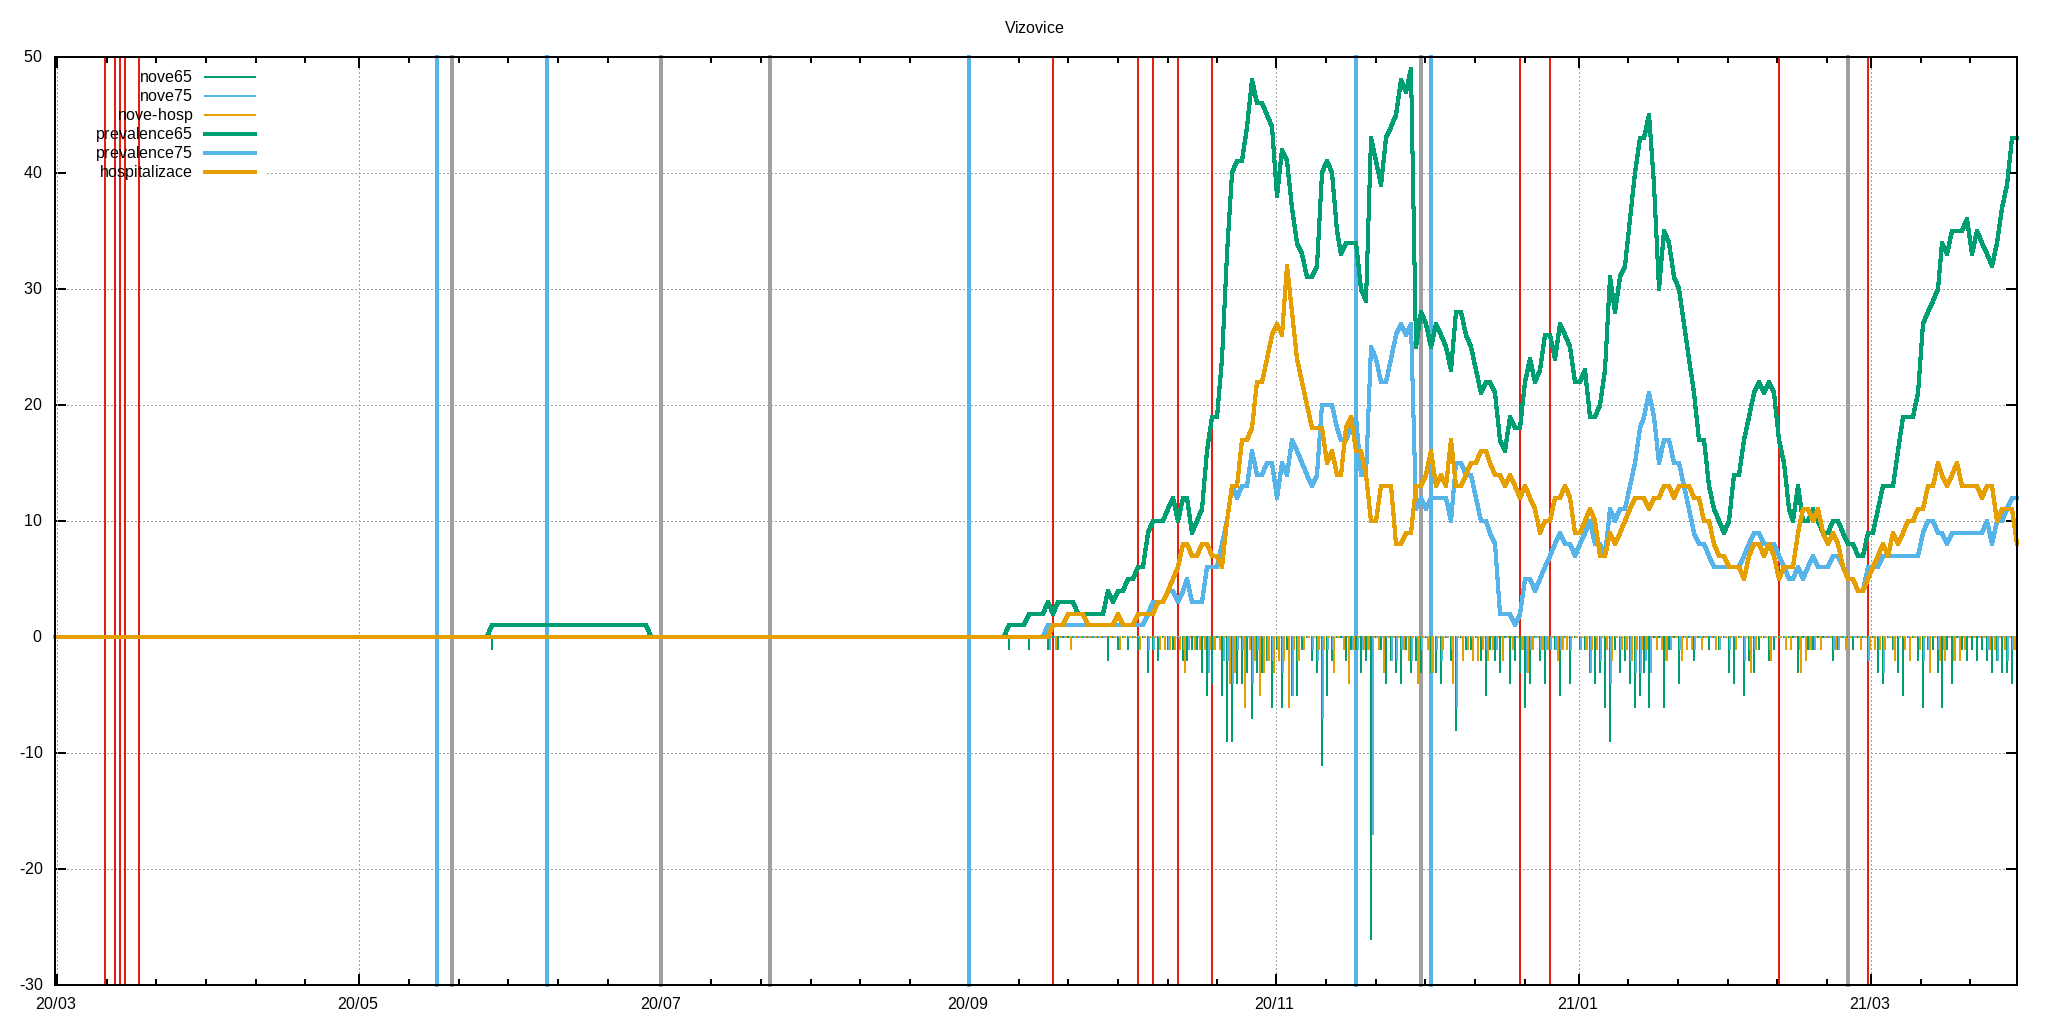 Vizovice
50
nove65
nove75
nove-hosp
prevalence65
prevalence75
hospitalizace
40
30
20
10
0
-10
-20
-30
20/03 20/05 20/07 20/09 20/11 21/01 21/03